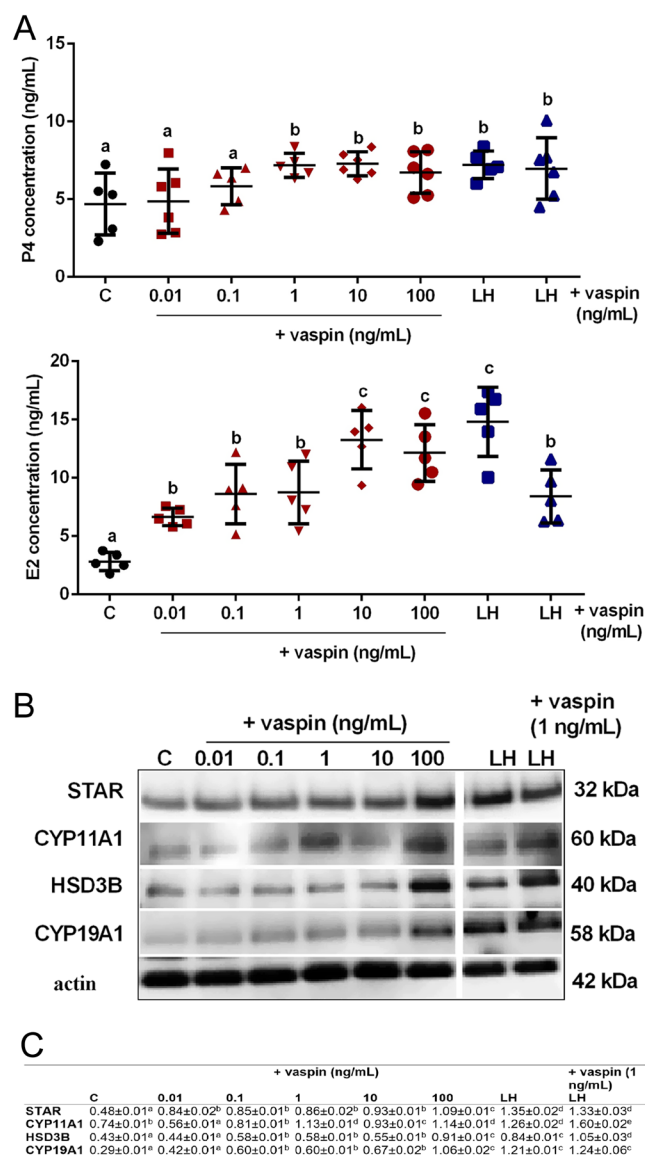 A
P4 concentration (ng/mL)
15
10
5
0
a a a b b b b b
C 0.01 0.1 1 10 100 LH LH + vaspin (ng/mL)
+ vaspin (ng/mL)
E2 concentration (ng/mL)
20
15
10
5
0
a b b b c c c b
C 0.01 0.1 1 10 100 LH LH + vaspin (ng/mL)
+ vaspin (ng/mL)
B
+ vaspin (ng/mL) + vaspin (1 ng/mL)
C 0.01 0.1 1 10 100 LH LH
STAR 32 kDa
CYP11A1 60 kDa
HSD3B 40 kDa
CYP19A1 58 kDa
actin 42 kDa
C
+ vaspin (ng/mL) + vaspin (1 ng/mL)
C 0.01 0.1 1 10 100 LH LH
STAR 0.48±0.01a 0.84±0.02b 0.85±0.01b 0.86±0.02b 0.93±0.01b 1.09±0.01c 1.35±0.02d 1.33±0.03d
CYP11A1 0.74±0.01b 0.56±0.01a 0.81±0.01b 1.13±0.01d 0.93±0.01c 1.14±0.01d 1.26±0.02d 1.60±0.02e
HSD3B 0.43±0.01a 0.44±0.01a 0.58±0.01b 0.58±0.01b 0.55±0.01b 0.91±0.01c 0.84±0.01c 1.05±0.03d
CYP19A1 0.29±0.01a 0.42±0.01a 0.60±0.01b 0.60±0.01b 0.67±0.02b 1.06±0.02c 1.21±0.01c 1.24±0.06c